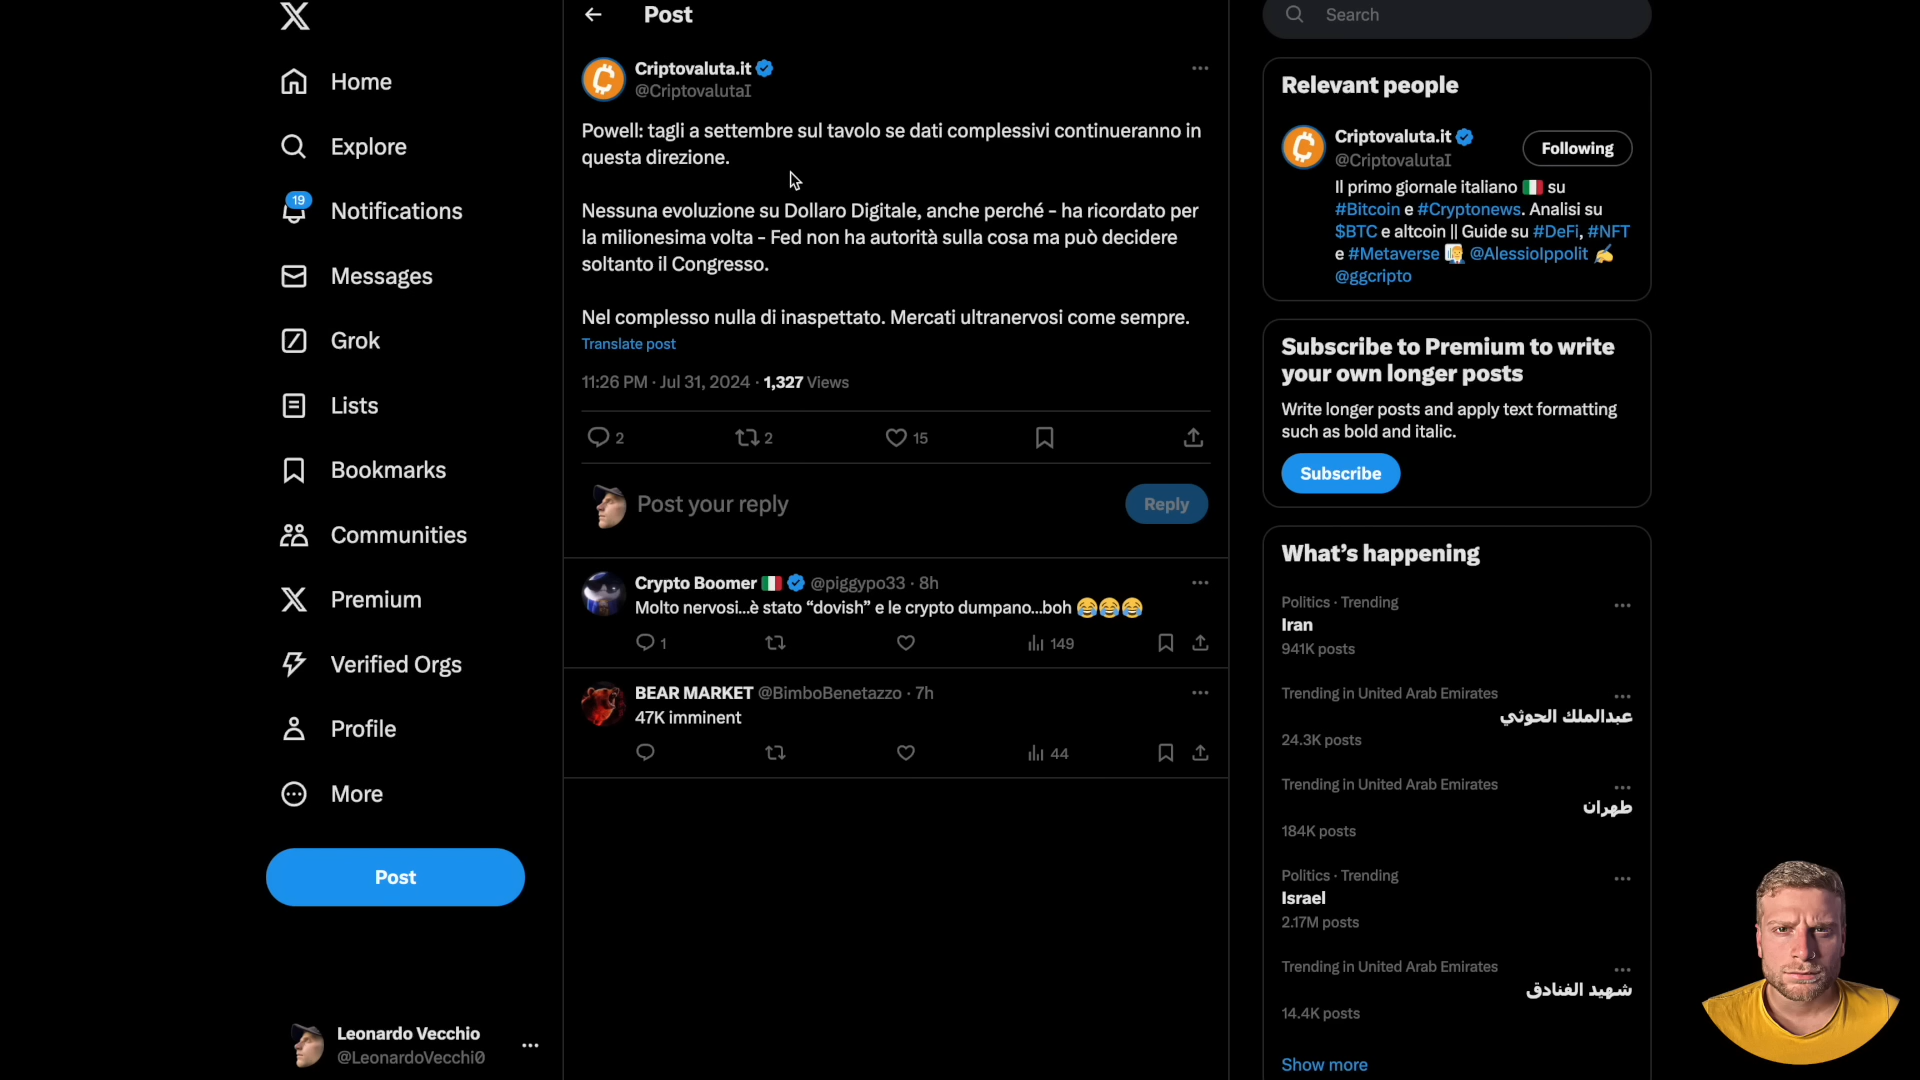 Home
Explore
19
Notifications
Messages
Grok
Lists
Bookmarks
Communities
Premium
Verified Orgs
Profile
More
Post
Leonardo Vecchio
@LeonardoVecchi0
Post
Criptovaluta.it
@CriptovalutaI
Powell: tagli a settembre sul tavolo se dati complessivi continueranno in
questa direzione.
Nessuna evoluzione su Dollaro Digitale, anche perché - ha ricordato per
la milionesima volta - Fed non ha autorità sulla cosa ma può decidere
soltanto il Congresso.
Nel complesso nulla di inaspettato. Mercati ultranervosi come sempre.
Translate post
11:26 PM · Jul 31, 2024 · 1,327 Views
2 2 15
Post your reply
Reply
Crypto Boomer 🇮🇹 @piggypo33 · 8h
Molto nervosi...è stato “dovish” e le crypto dumpano...boh 😂😂😂
1 149
BEAR MARKET @BimboBenetazzo · 7h
47K imminent
44
Search
Relevant people
Criptovaluta.it
@CriptovalutaI
Following
Il primo giornale italiano 🇮🇹 su
#Bitcoin e #Cryptonews. Analisi su
$BTC e altcoin || Guide su #DeFi, #NFT
e #Metaverse 👨‍🎨 @AlessioIppolit ✍️
@ggcripto
Subscribe to Premium to write
your own longer posts
Write longer posts and apply text formatting
such as bold and italic.
Subscribe
What’s happening
Politics · Trending
Iran
941K posts
Trending in United Arab Emirates
عبدالملك الحوثي
24.3K posts
Trending in United Arab Emirates
طهران
184K posts
Politics · Trending
Israel
2.17M posts
Trending in United Arab Emirates
شهيد الفنادق
14.4K posts
Show more